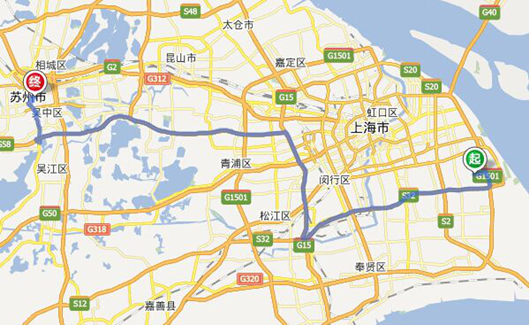 S48
G40
太仓市
昆山市
相城区
G2
嘉定区
G1501
S20
终
G312
S20
苏州市
G15
虹口区
吴中区
上海市
G58
青浦区
起
吴江区
闵行区
G1501
G1501
G50
松江区
S2
G318
S32
G15
奉贤区
G320
S12
嘉善县